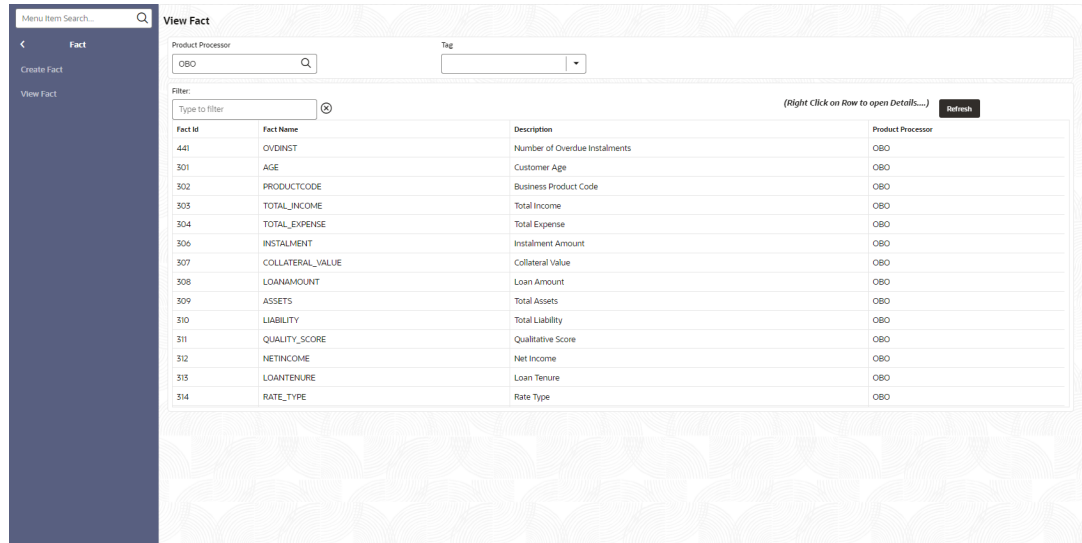 Menu Item Search...
Fact
Create Fact
View Fact
View Fact
Product Processor
Tag
OBO
Filter:
Type to filter
(Right Click on Row to open Details....)
Refresh
Fact Id Fact Name Description Product Processor
441 OVDINST Number of Overdue Instalments OBO
301 AGE Customer Age OBO
302 PRODUCTCODE Business Product Code OBO
303 TOTAL_INCOME Total Income OBO
304 TOTAL_EXPENSE Total Expense OBO
306 INSTALMENT Instalment Amount OBO
307 COLLATERAL_VALUE Collateral Value OBO
308 LOANAMOUNT Loan Amount OBO
309 ASSETS Total Assets OBO
310 LIABILITY Total Liability OBO
311 QUALITY_SCORE Qualitative Score OBO
312 NETINCOME Net Income OBO
313 LOANTENURE Loan Tenure OBO
314 RATE_TYPE Rate Type OBO